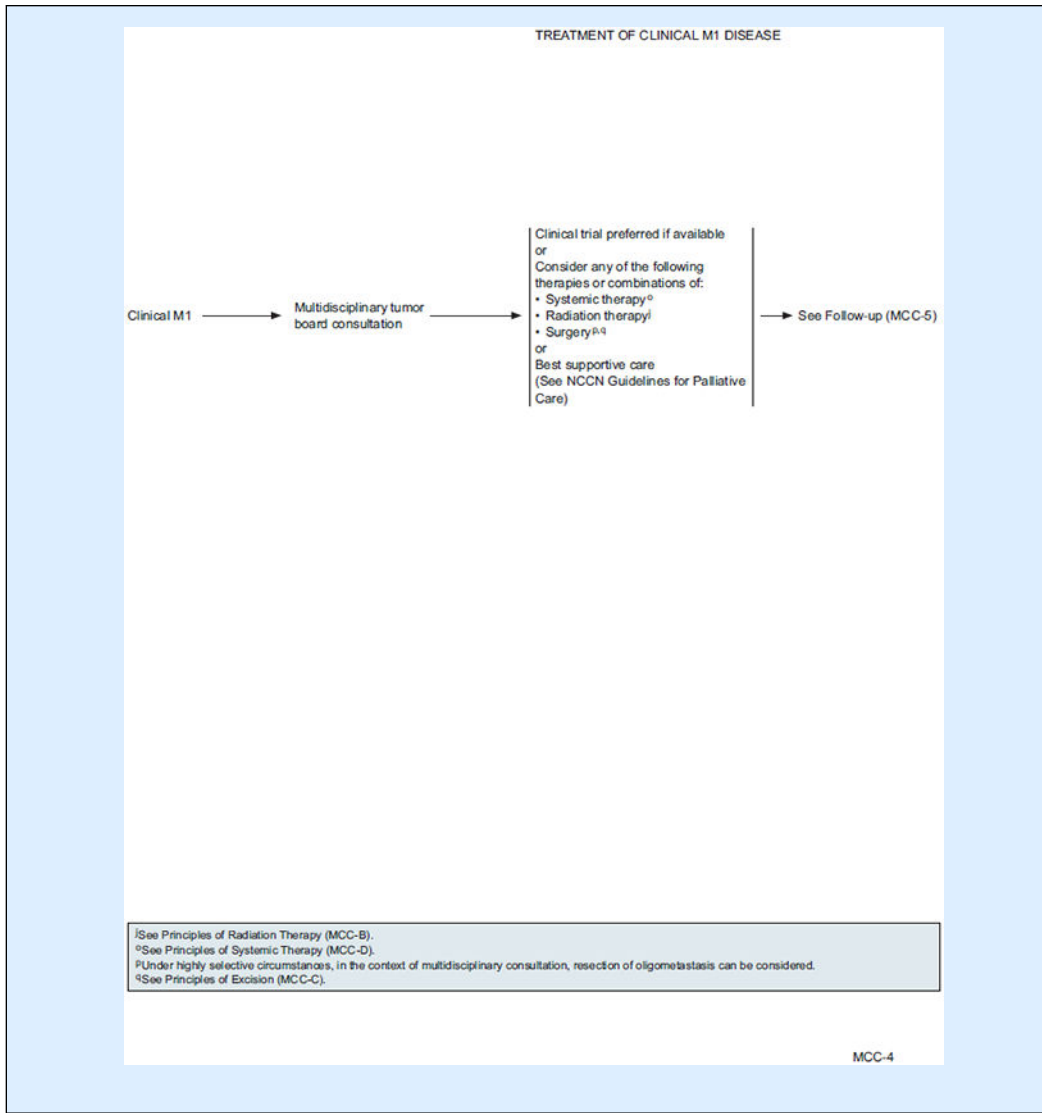 TREATMENT OF CLINICAL M1 DISEASE
Clinical M1
Multidisciplinary tumor
board consultation
Clinical trial preferred if available
or
Consider any of the following
therapies or combinations of:
• Systemic therapyᵒ
• Radiation therapyʲ
• Surgeryᵖ,q
or
Best supportive care
(See NCCN Guidelines for Palliative
Care)
See Follow-up (MCC-5)
ʲSee Principles of Radiation Therapy (MCC-B).
ᵒSee Principles of Systemic Therapy (MCC-D).
ᵖUnder highly selective circumstances, in the context of multidisciplinary consultation, resection of oligometastasis can be considered.
qSee Principles of Excision (MCC-C).
MCC-4